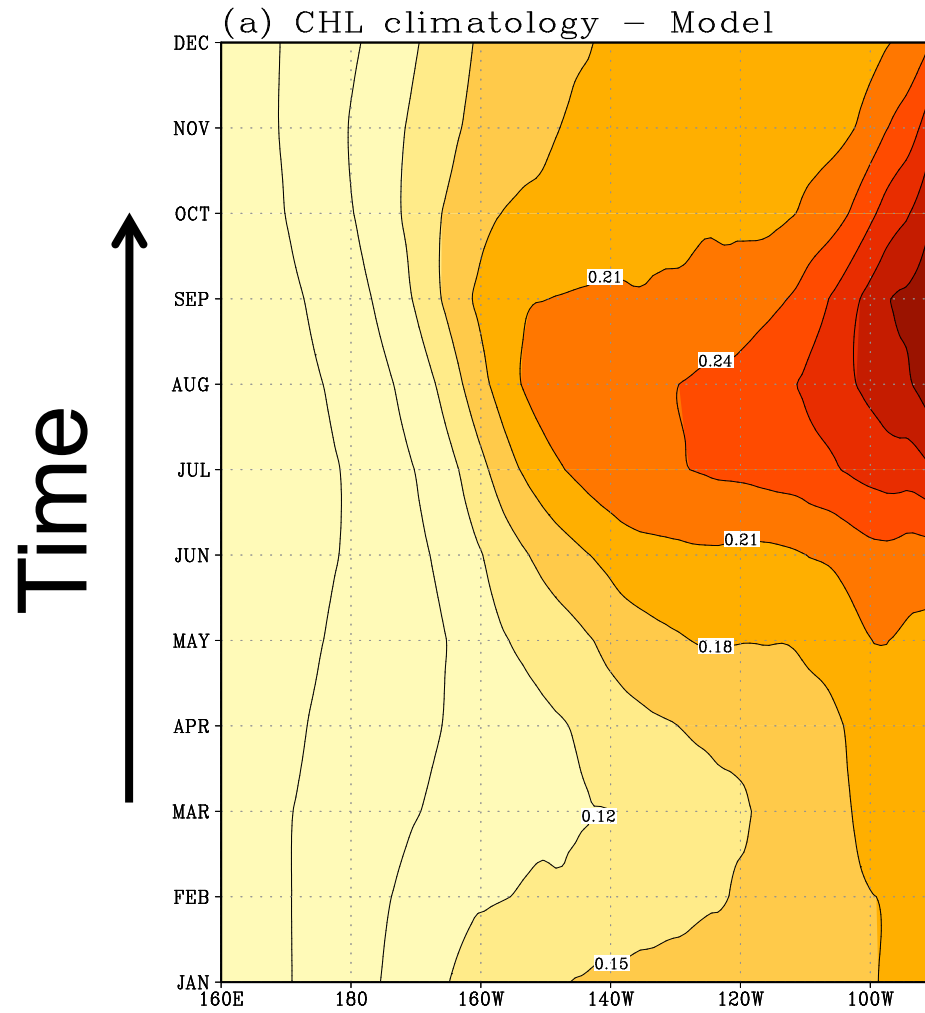 (a) CHL climatology – Model
DEC
NOV
OCT
SEP
AUG
JUL
JUN
MAY
APR
MAR
FEB
JAN
Time
0.21
0.24
0.21
0.18
0.12
0.15
160E 180 160W 140W 120W 100W